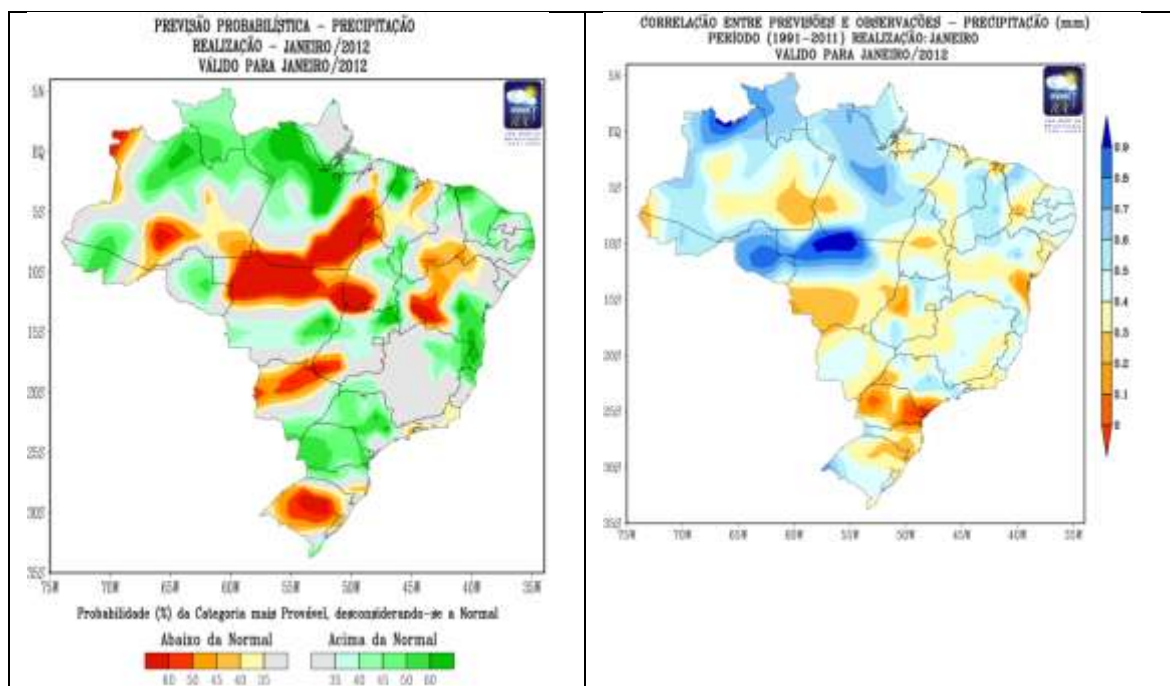 PREVISÃO PROBABILÍSTICA - PRECIPITAÇÃO
REALIZAÇÃO - JANEIRO/2012
VÁLIDO PARA JANEIRO/2012
5N
EQ
5S
10S
15S
20S
25S
30S
35S
75W 70W 65W 60W 55W 50W 45W 40W 35W
Probabilidade (%) da Categoria mais Provável, desconsiderando-se a Normal
Abaixo da Normal Acima da Normal
60 50 45 40 35 35 40 45 50 60
CORRELAÇÃO ENTRE PREVISÕES E OBSERVAÇÕES - PRECIPITAÇÃO (mm)
PERÍODO (1991-2011) REALIZAÇÃO: JANEIRO
VÁLIDO PARA JANEIRO/2012
5N
EQ
5S
10S
15S
20S
25S
30S
35S
75W 70W 65W 60W 55W 50W 45W 40W 35W
0.9
0.8
0.7
0.6
0.5
0.4
0.3
0.2
0.1
0